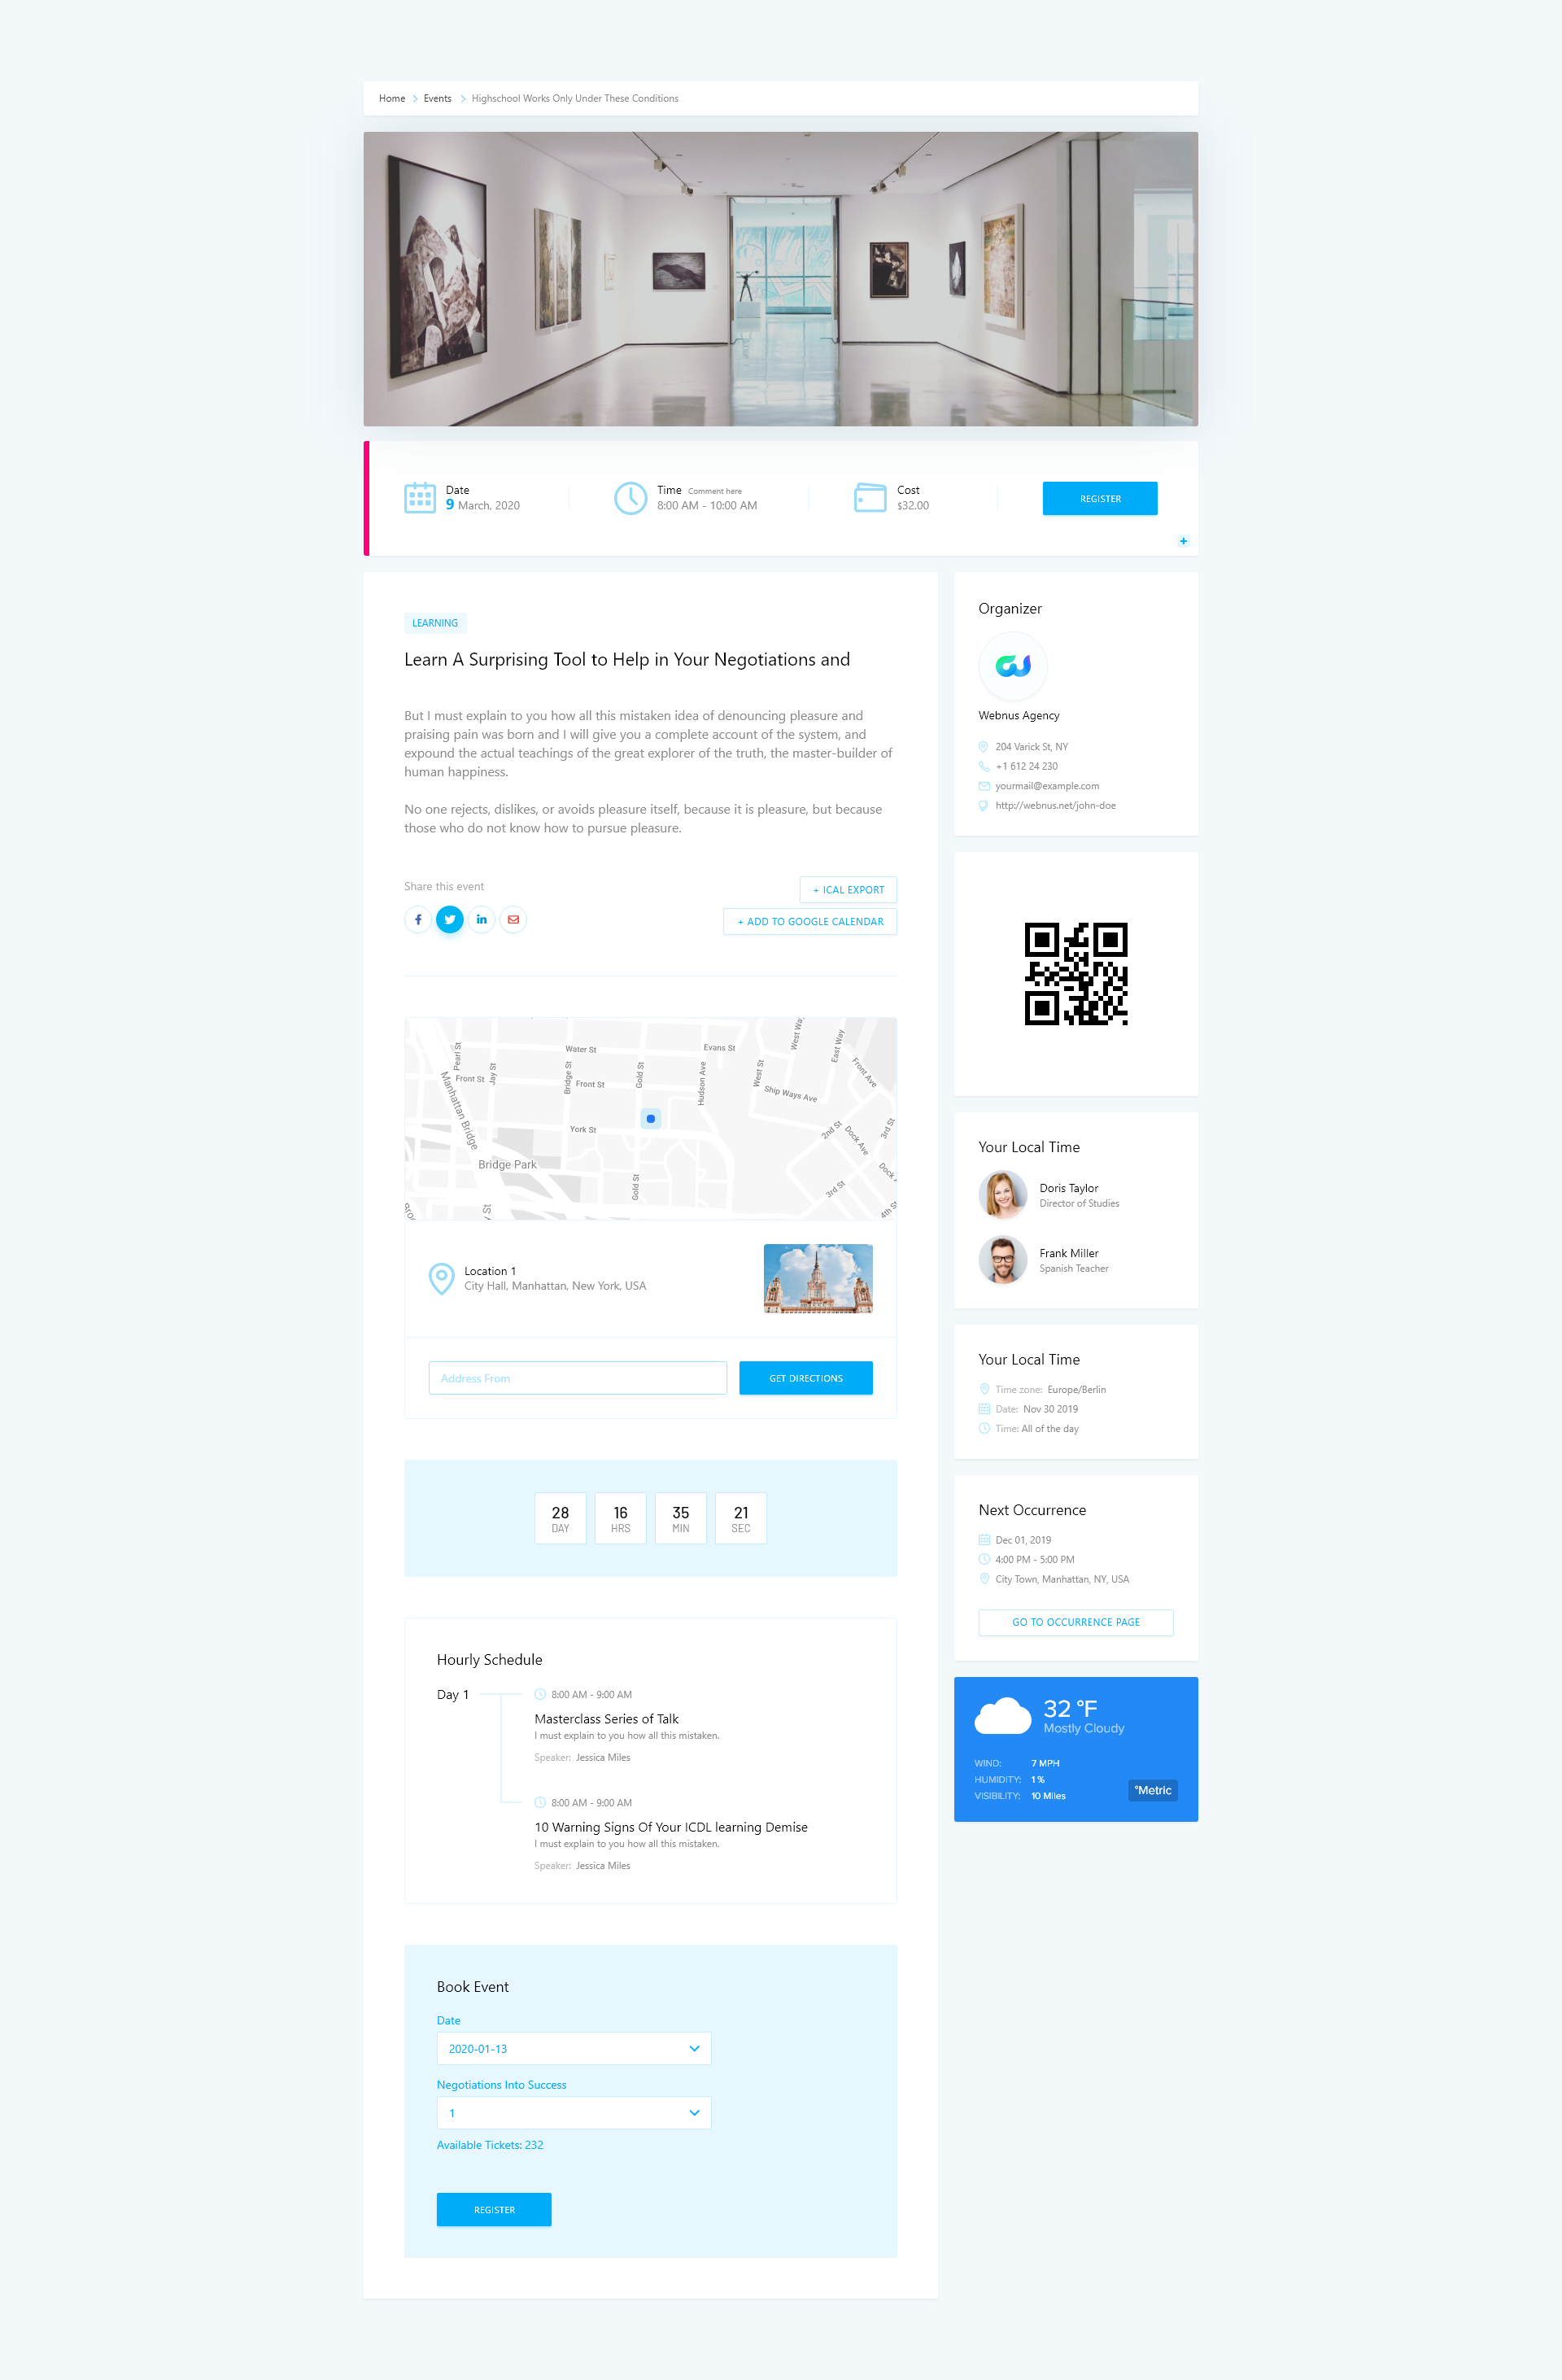 Home > Events > Highschool Works Only Under These Conditions
Date
9 March, 2020
Time Comment here
8:00 AM - 10:00 AM
Cost
$32.00
REGISTER
LEARNING
Learn A Surprising Tool to Help in Your Negotiations and
But I must explain to you how all this mistaken idea of denouncing pleasure and
praising pain was born and I will give you a complete account of the system, and
expound the actual teachings of the great explorer of the truth, the master-builder of
human happiness.
No one rejects, dislikes, or avoids pleasure itself, because it is pleasure, but because
those who do not know how to pursue pleasure.
Share this event
+ ICAL EXPORT
+ ADD TO GOOGLE CALENDAR
Water St
Evans St
West Way
East Way
Pearl St
Jay St
Front St
Bridge St
Front St
Gold St
Hudson Ave
West St
Ship Ways Ave
Front Ave
Manhattan Bridge
York St
2nd St
Dock Ave
3rd St
Bridge Park
Gold St
3rd St
Dock
4th St
St
Location 1
City Hall, Manhattan, New York, USA
Address From
GET DIRECTIONS
28
DAY
16
HRS
35
MIN
21
SEC
Hourly Schedule
Day 1
8:00 AM - 9:00 AM
Masterclass Series of Talk
I must explain to you how all this mistaken.
Speaker: Jessica Miles
8:00 AM - 9:00 AM
10 Warning Signs Of Your ICDL learning Demise
I must explain to you how all this mistaken.
Speaker: Jessica Miles
Book Event
Date
2020-01-13
Negotiations Into Success
1
Available Tickets: 232
REGISTER
Organizer
Webnus Agency
204 Varick St, NY
+1 612 24 230
yourmail@example.com
http://webnus.net/john-doe
Your Local Time
Doris Taylor
Director of Studies
Frank Miller
Spanish Teacher
Your Local Time
Time zone: Europe/Berlin
Date: Nov 30 2019
Time: All of the day
Next Occurrence
Dec 01, 2019
4:00 PM - 5:00 PM
City Town, Manhattan, NY, USA
GO TO OCCURRENCE PAGE
32 °F
Mostly Cloudy
WIND: 7 MPH
HUMIDITY: 1 %
VISIBILITY: 10 Miles
°Metric